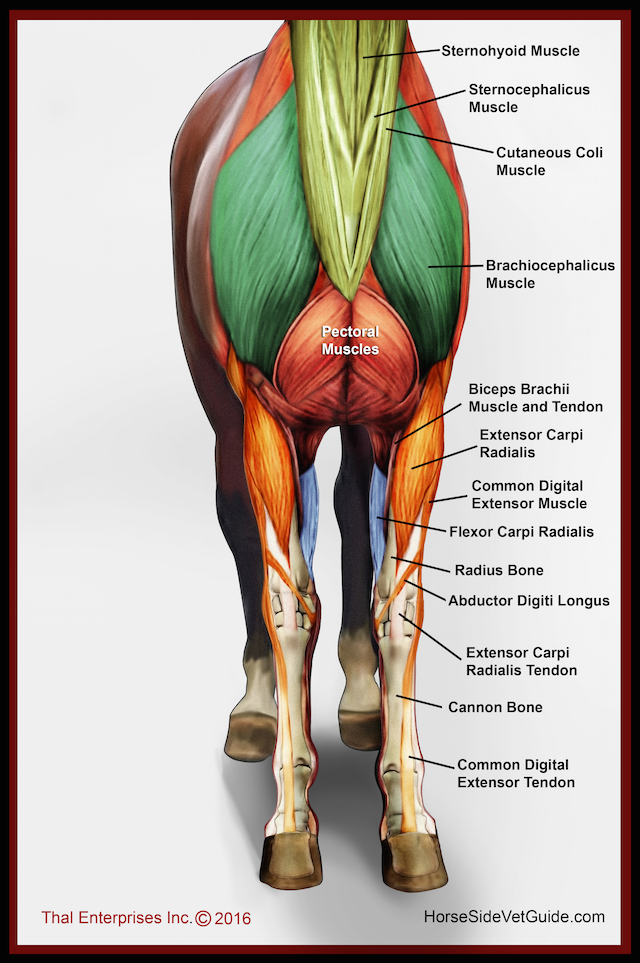 Sternohyoid Muscle
Sternocephalicus
Muscle
Cutaneous Coli
Muscle
Brachiocephalicus
Muscle
Pectoral
Muscles
Biceps Brachii
Muscle and Tendon
Extensor Carpi
Radialis
Common Digital
Extensor Muscle
Flexor Carpi Radialis
Radius Bone
Abductor Digiti Longus
Extensor Carpi
Radialis Tendon
Cannon Bone
Common Digital
Extensor Tendon
Thal Enterprises Inc.© 2016
HorseSideVetGuide.com